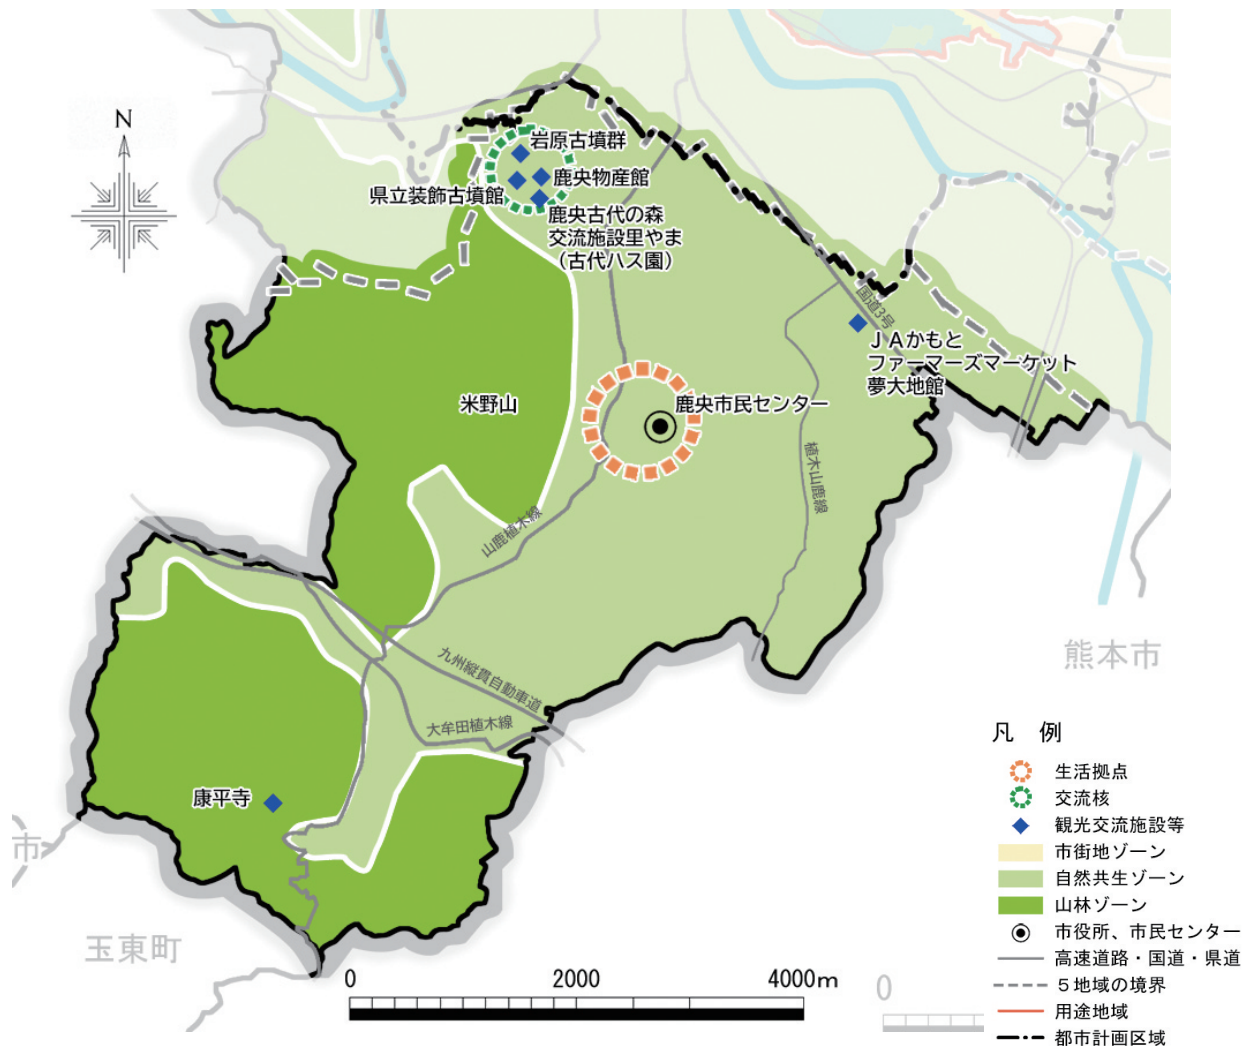 N
岩原古墳群
鹿央物産館
県立装飾古墳館
鹿央古代の森
交流施設里やま
（古代ハス園）
国道3号
ＪＡかもと
ファーマーズマーケット
夢大地館
米野山
鹿央市民センター
植木山鹿線
山鹿植木線
九州縦貫自動車道
大牟田植木線
熊本市
康平寺
市
玉東町
0 2000 4000m
0
凡 例
生活拠点
交流核
観光交流施設等
市街地ゾーン
自然共生ゾーン
山林ゾーン
市役所、市民センター
高速道路・国道・県道
５地域の境界
用途地域
都市計画区域